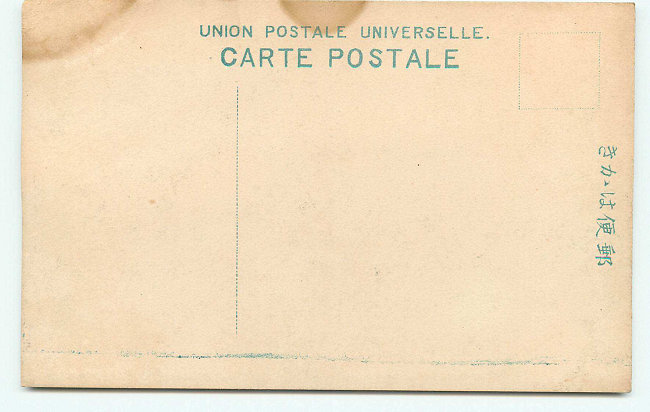 UNION POSTALE UNIVERSELLE.
CARTE POSTALE
郵便はがき